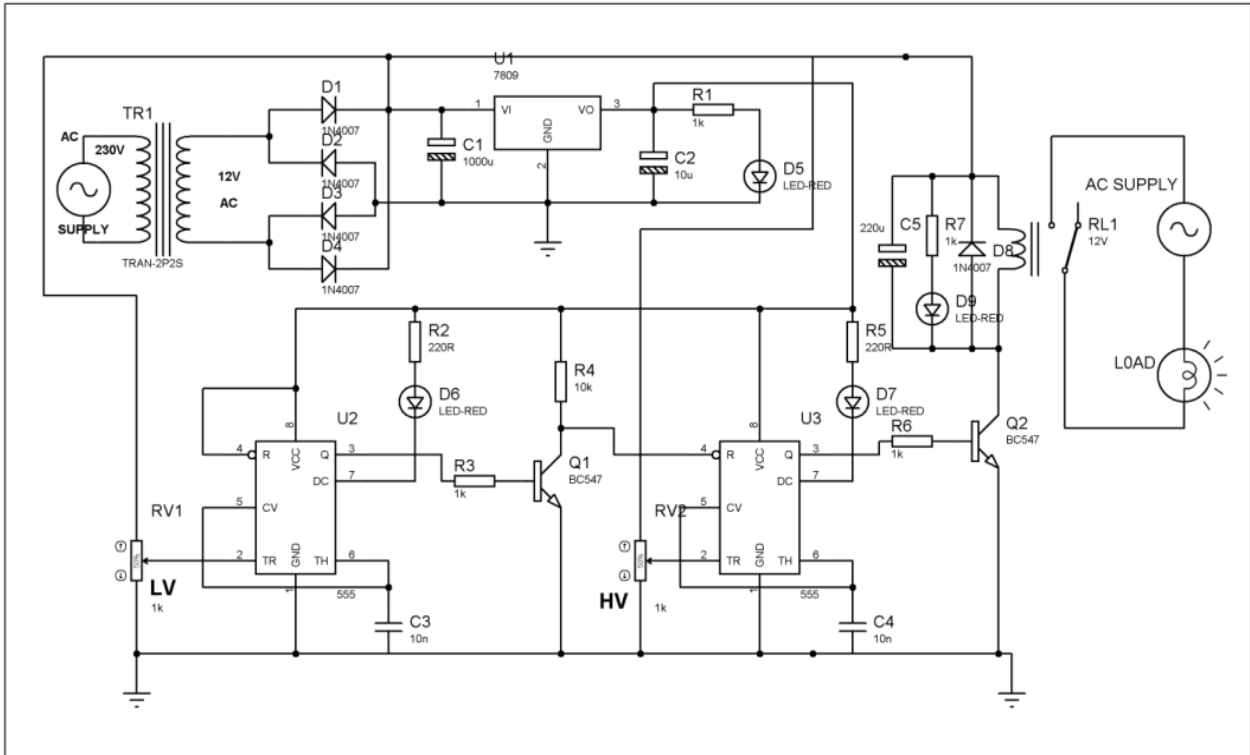 U1
7809
TR1
AC
230V
SUPPLY
12V
AC
TRAN-2P2S
D1
1N4007
D2
1N4007
D3
1N4007
D4
1N4007
C1
1000u
1
VI
VO
3
GND
2
R1
1k
C2
10u
D5
LED-RED
220u
C5
R7
1k
D8
1N4007
D9
LED-RED
RL1
12V
AC SUPPLY
L0AD
R2
220R
D6
LED-RED
R4
10k
R5
220R
D7
LED-RED
U2
8
VCC
4
R
Q
3
DC
7
5
CV
2
TR
GND
1
TH
6
555
R3
1k
Q1
BC547
RV1
50%
LV
1k
C3
10n
U3
8
VCC
4
R
Q
3
DC
7
5
CV
2
TR
GND
1
TH
6
555
R6
1k
Q2
BC547
RV2
50%
HV
1k
C4
10n